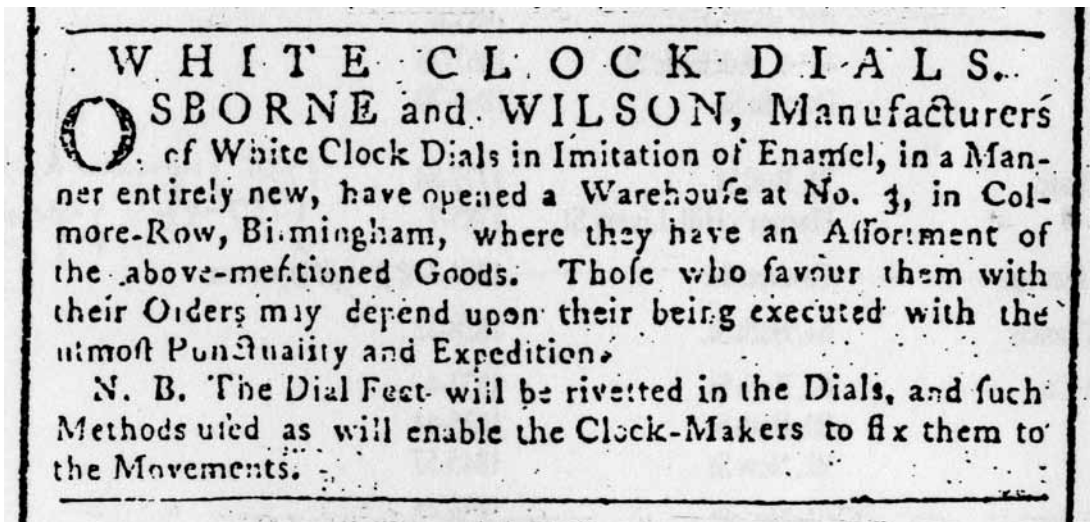 WHITE CLOCK DIALS.
OSBORNE and WILSON, Manufacturers
of White Clock Dials in Imitation of Enamel, in a Man-
ner entirely new, have opened a Warehouſe at No. 3, in Col-
more-Row, Birmingham, where they have an Aſſortment of
the above-mentioned Goods. Thoſe who favour them with
their Orders may depend upon their being executed with the
utmoſt Punctuality and Expedition.
N. B. The Dial Feet will be rivetted in the Dials, and ſuch
Methods uſed as will enable the Clock-Makers to fix them to
the Movements.